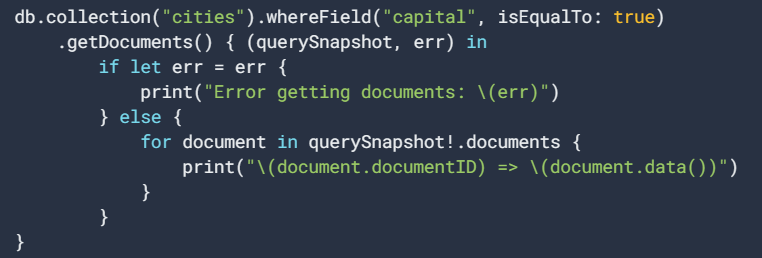 db.collection("cities").whereField("capital", isEqualTo: true)
    .getDocuments() { (querySnapshot, err) in
        if let err = err {
            print("Error getting documents: \(err)")
        } else {
            for document in querySnapshot!.documents {
                print("\(document.documentID) => \(document.data())")
            }
        }
}